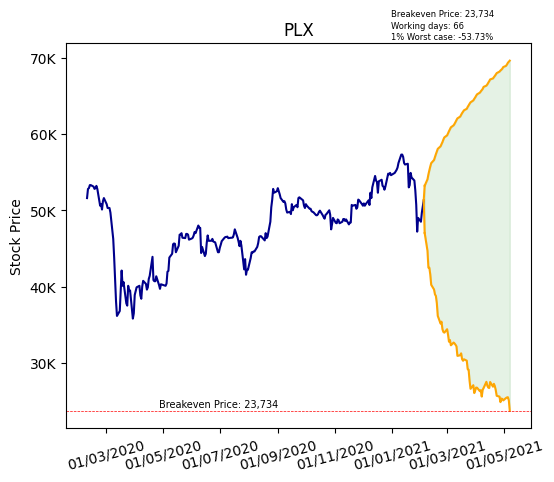 Breakeven Price: 23,734
Working days: 66
1% Worst case: -53.73%
PLX
Stock Price
70K
60K
50K
40K
30K
Breakeven Price: 23,734
01/03/2020 01/05/2020 01/07/2020 01/09/2020 01/11/2020 01/01/2021 01/03/2021 01/05/2021